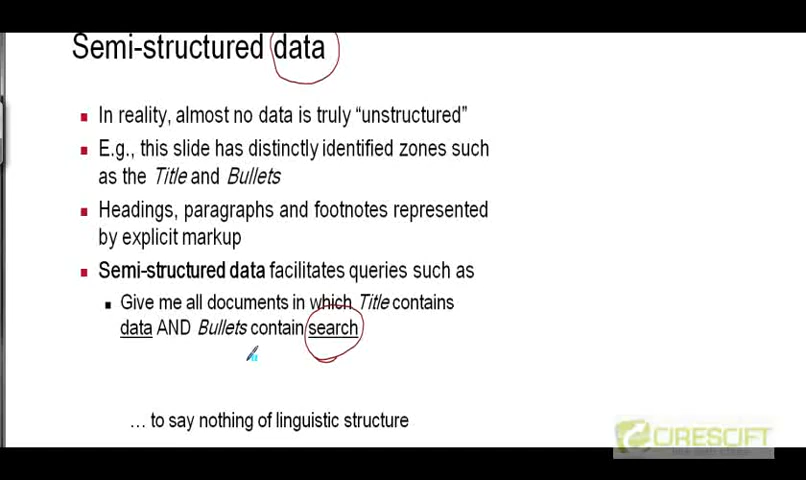 Semi-structured data
In reality, almost no data is truly “unstructured”
E.g., this slide has distinctly identified zones such
as the Title and Bullets
Headings, paragraphs and footnotes represented
by explicit markup
Semi-structured data facilitates queries such as
Give me all documents in which Title contains
data AND Bullets contain search
… to say nothing of linguistic structure